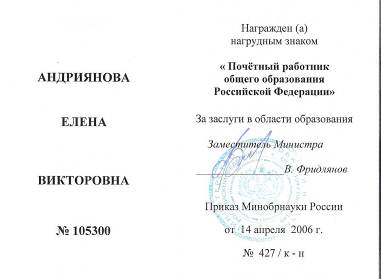 АНДРИЯНОВА
ЕЛЕНА
ВИКТОРОВНА
№ 105300
Награжден (а)
нагрудным знаком
« Почётный работник
общего образования
Российской Федерации»
За заслуги в области образования
Заместитель Министра
В. Фридлянов
Приказ Минобрнауки России
от 14 апреля 2006 г.
№ 427 / к - н